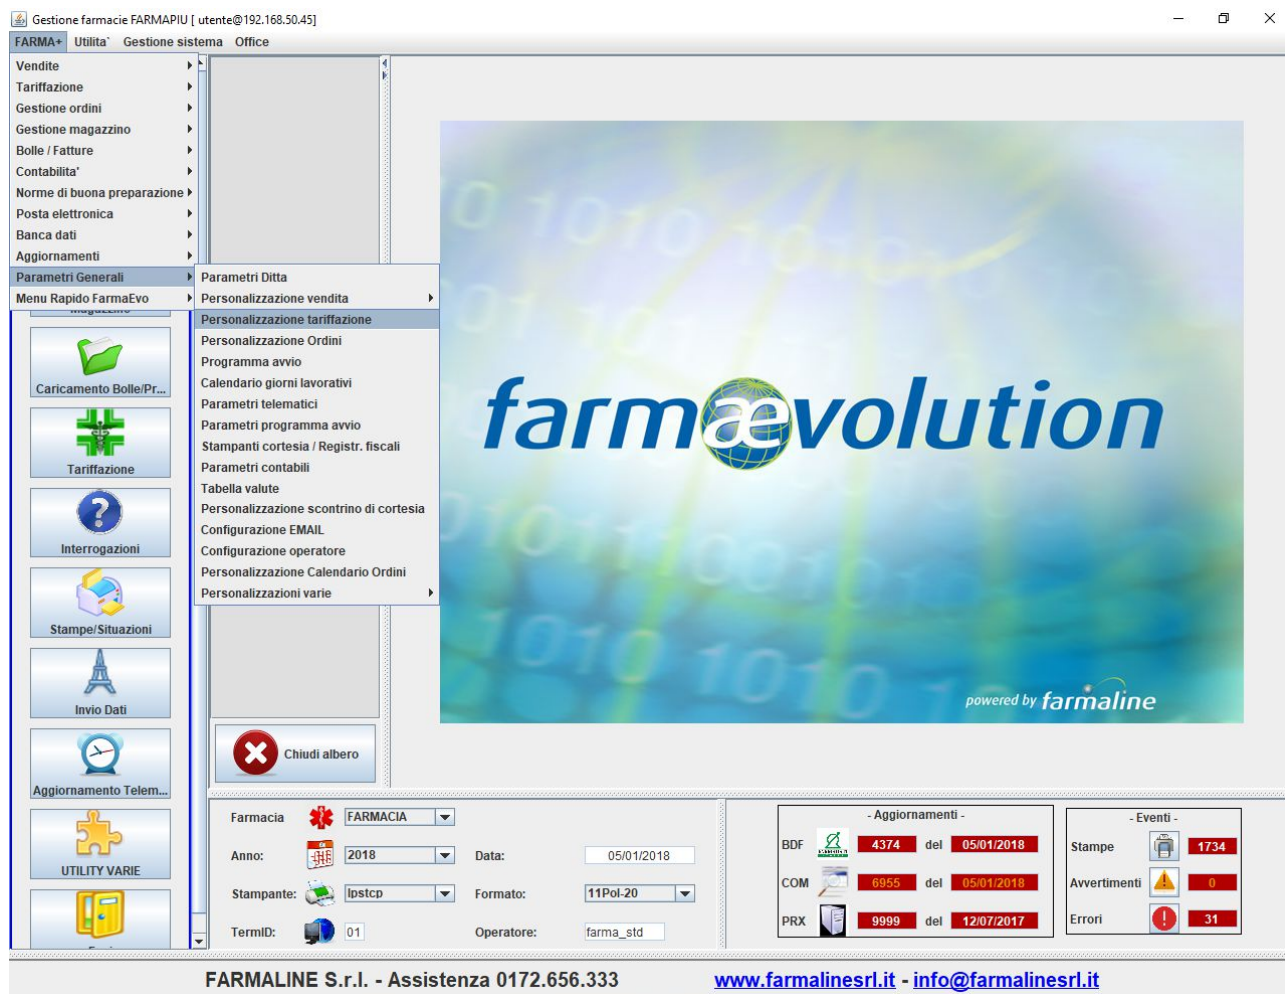 Gestione farmacie FARMAPIU [ utente@192.168.50.45]
FARMA+ Utilita` Gestione sistema Office
Vendite
Tariffazione
Gestione ordini
Gestione magazzino
Bolle / Fatture
Contabilita'
Norme di buona preparazione
Posta elettronica
Banca dati
Aggiornamenti
Parametri Generali
Menu Rapido FarmaEvo
Parametri Ditta
Personalizzazione vendita
Personalizzazione tariffazione
Personalizzazione Ordini
Programma avvio
Calendario giorni lavorativi
Parametri telematici
Parametri programma avvio
Stampanti cortesia / Registr. fiscali
Parametri contabili
Tabella valute
Personalizzazione scontrino di cortesia
Configurazione EMAIL
Configurazione operatore
Personalizzazione Calendario Ordini
Personalizzazioni varie
Magazzino
Caricamento Bolle/Pr...
Tariffazione
Interrogazioni
Stampe/Situazioni
Invio Dati
Aggiornamento Telem...
UTILITY VARIE
farmaevolution
powered by farmaline
Chiudi albero
Farmacia FARMACIA
Anno: 2018 Data: 05/01/2018
Stampante: lpstcp Formato: 11Pol-20
TermID: 01 Operatore: farma_std
- Aggiornamenti -
BDF 4374 del 05/01/2018
COM 6955 del 05/01/2018
PRX 9999 del 12/07/2017
- Eventi -
Stampe 1734
Avvertimenti 0
Errori 31
FARMALINE S.r.l. - Assistenza 0172.656.333 www.farmalinesrl.it - info@farmalinesrl.it